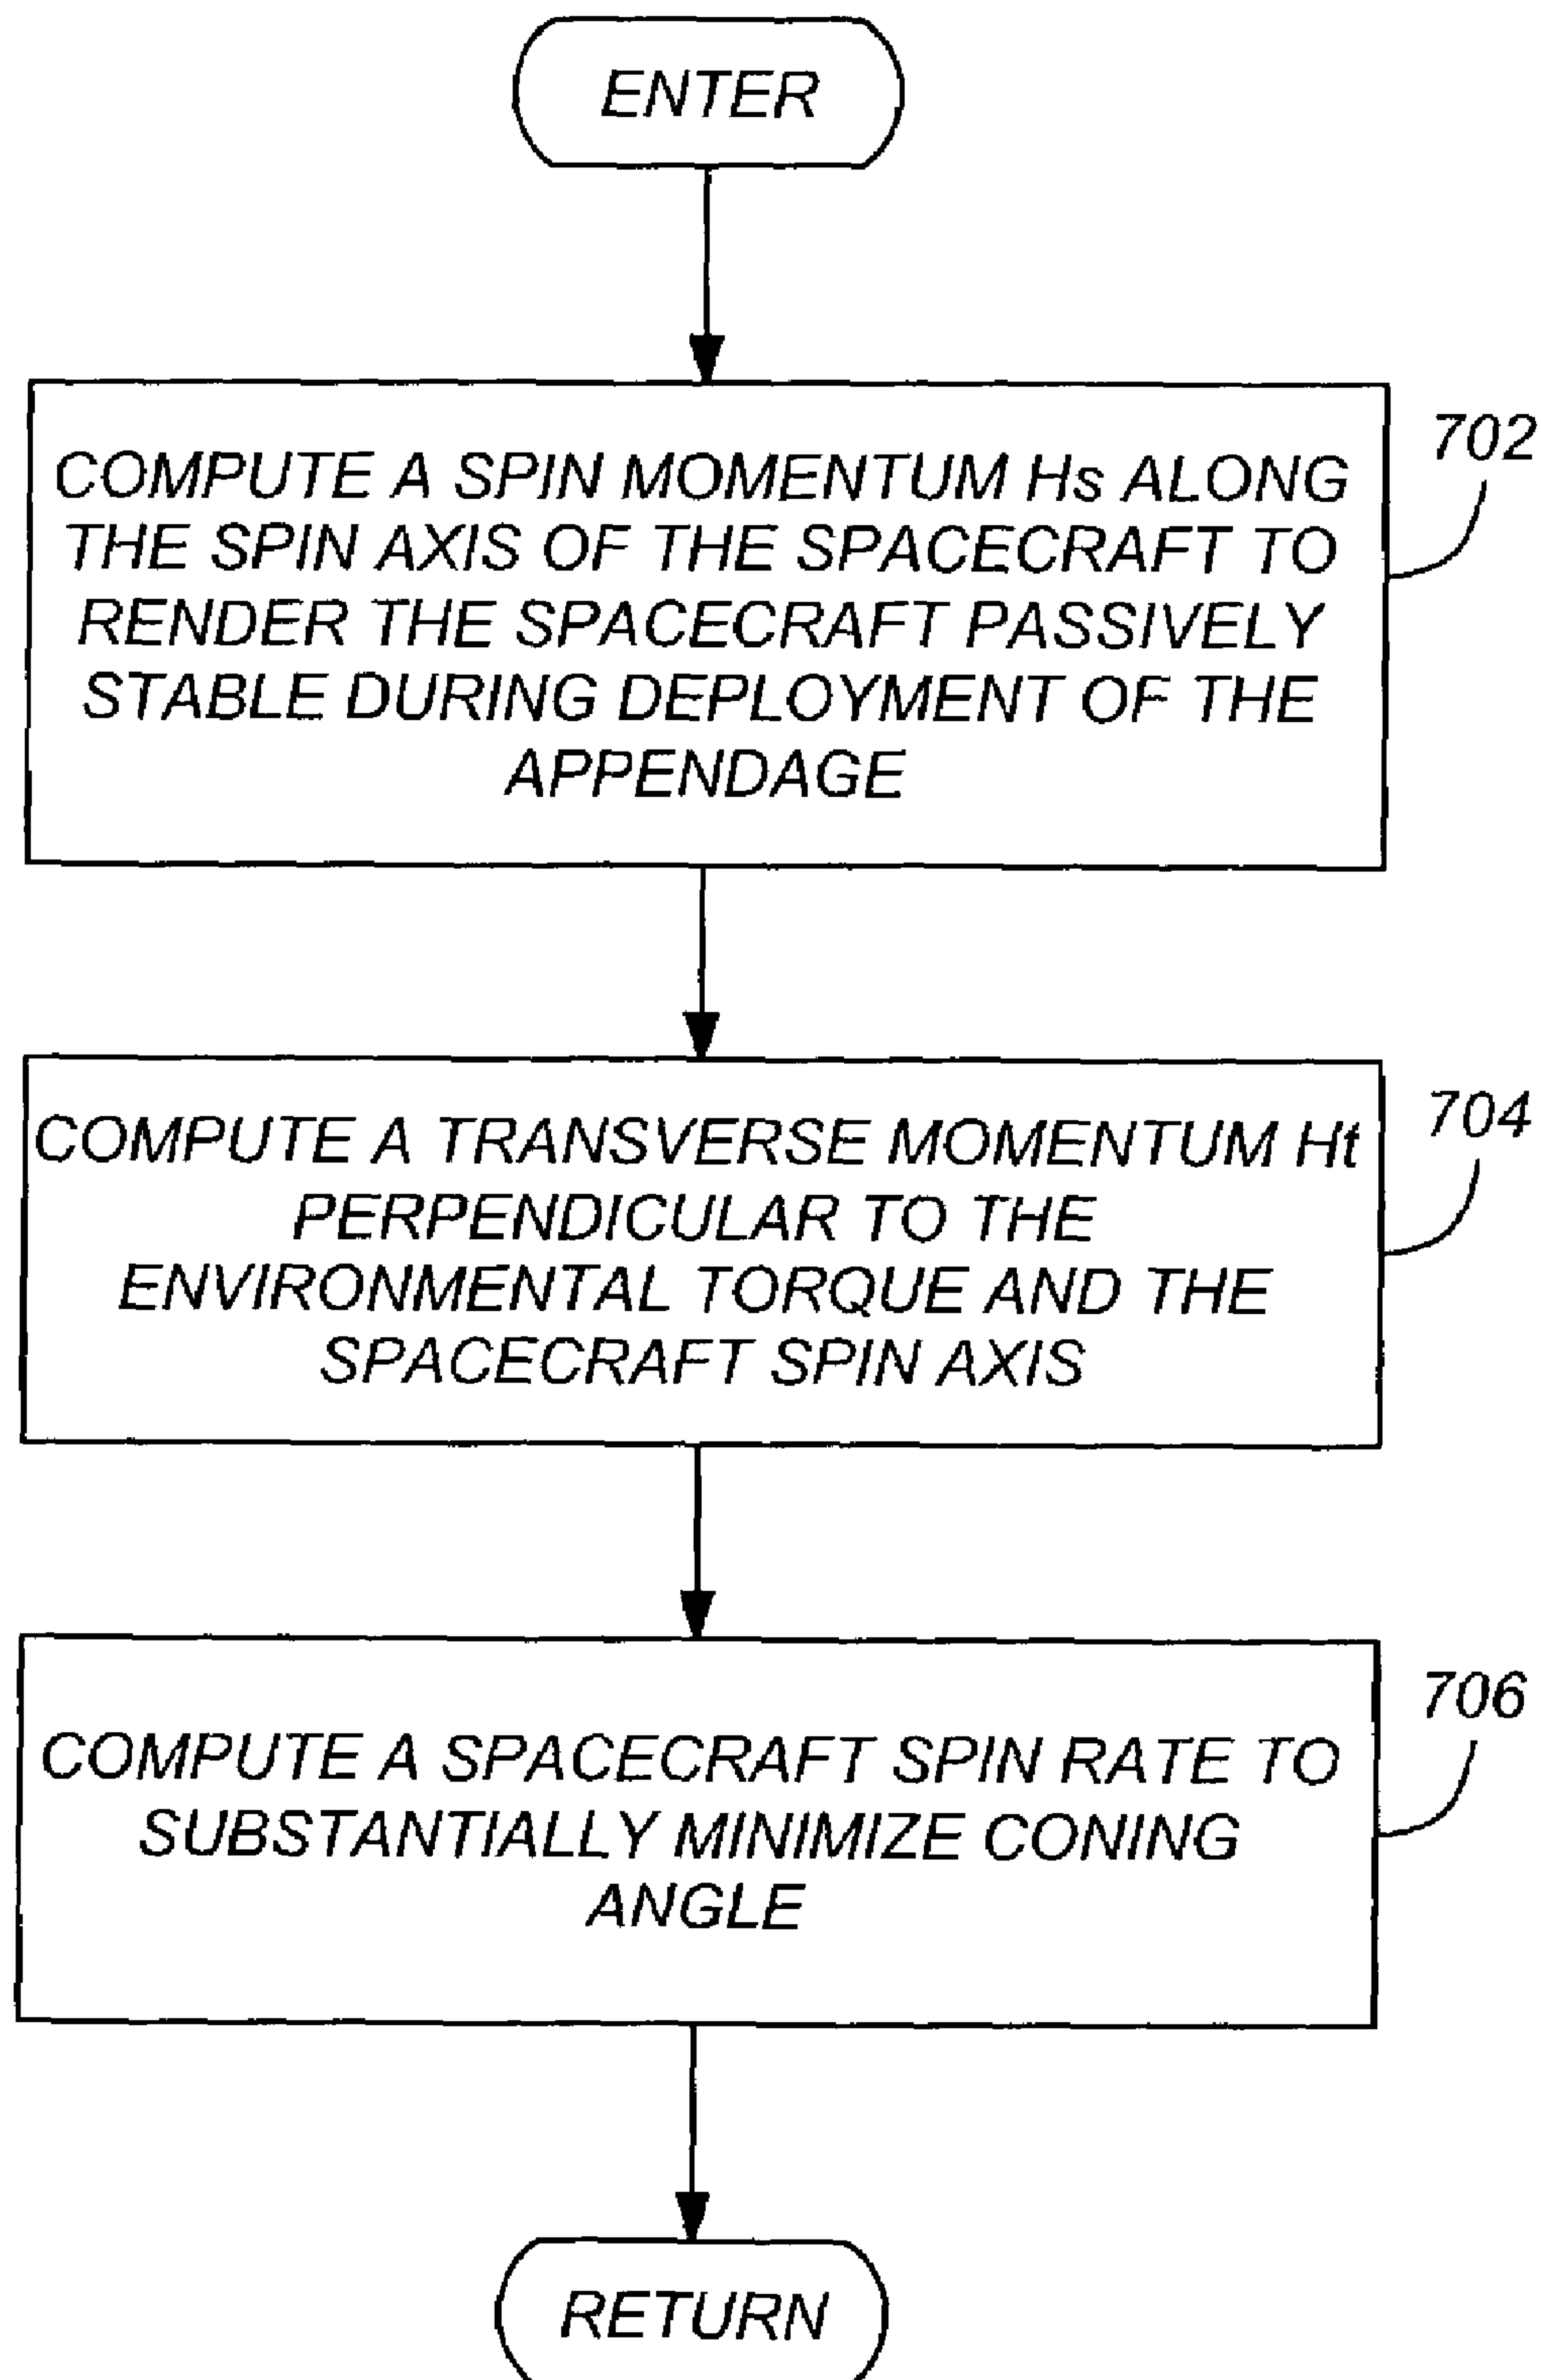 ENTER
COMPUTE A SPIN MOMENTUM Hs ALONG
THE SPIN AXIS OF THE SPACECRAFT TO
RENDER THE SPACECRAFT PASSIVELY
STABLE DURING DEPLOYMENT OF THE
APPENDAGE
702
COMPUTE A TRANSVERSE MOMENTUM Ht
PERPENDICULAR TO THE
ENVIRONMENTAL TORQUE AND THE
SPACECRAFT SPIN AXIS
704
COMPUTE A SPACECRAFT SPIN RATE TO
SUBSTANTIALLY MINIMIZE CONING
ANGLE
706
RETURN